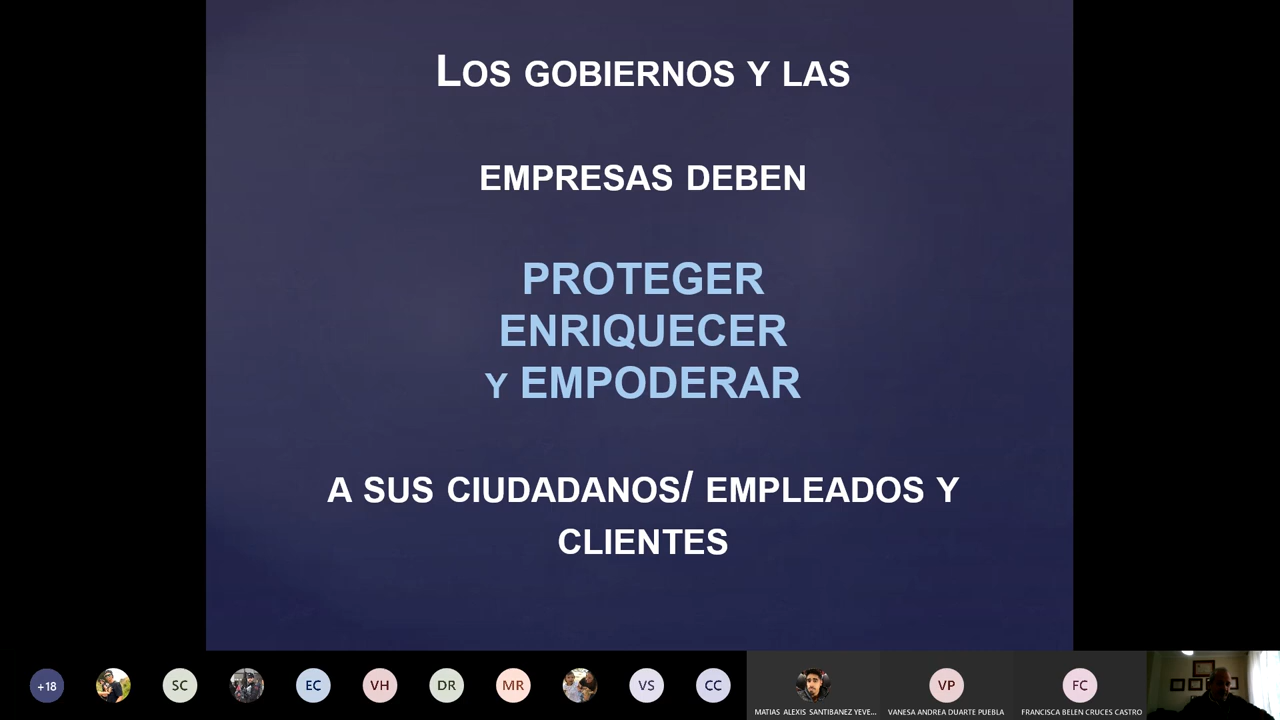 LOS GOBIERNOS Y LAS
EMPRESAS DEBEN
PROTEGER
ENRIQUECER
Y EMPODERAR
A SUS CIUDADANOS/ EMPLEADOS Y
CLIENTES
+18
SC
EC
VH
DR
MR
VS
CC
VP
FC
MATIAS ALEXIS SANTIBANEZ YEVE...
VANESA ANDREA DUARTE PUEBLA
FRANCISCA BELEN CRUCES CASTRO